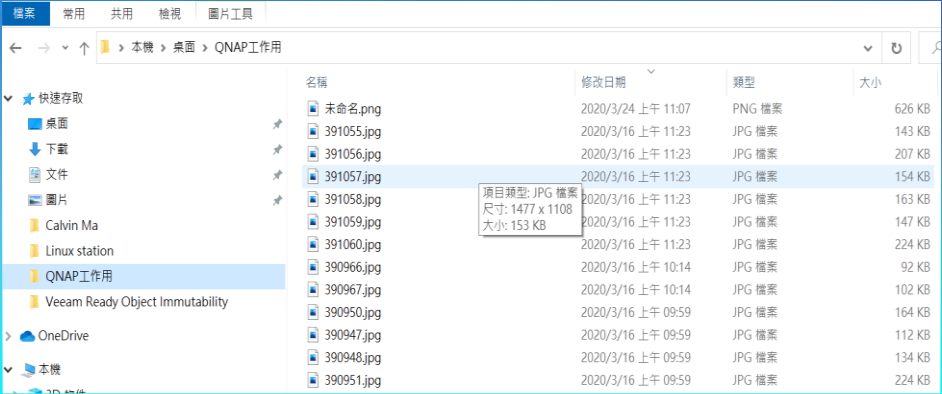 檔案 常用 共用 檢視 圖片工具
本機 桌面 QNAP工作用
名稱 修改日期 類型 大小
快速存取
桌面
下載
文件
圖片
Calvin Ma
Linux station
QNAP工作用
Veeam Ready Object Immutability
OneDrive
本機
未命名.png 2020/3/24 上午 11:07 PNG 檔案 626 KB
391055.jpg 2020/3/16 上午 11:23 JPG 檔案 143 KB
391056.jpg 2020/3/16 上午 11:23 JPG 檔案 207 KB
391057.jpg 2020/3/16 上午 11:23 JPG 檔案 154 KB
391058.jpg 2020/3/16 上午 11:23 JPG 檔案 163 KB
391059.jpg 2020/3/16 上午 11:23 JPG 檔案 147 KB
391060.jpg 2020/3/16 上午 11:23 JPG 檔案 224 KB
390966.jpg 2020/3/16 上午 10:14 JPG 檔案 92 KB
390967.jpg 2020/3/16 上午 10:14 JPG 檔案 102 KB
390950.jpg 2020/3/16 上午 09:59 JPG 檔案 164 KB
390947.jpg 2020/3/16 上午 09:59 JPG 檔案 112 KB
390948.jpg 2020/3/16 上午 09:59 JPG 檔案 134 KB
390951.jpg 2020/3/16 上午 09:59 JPG 檔案 224 KB
項目類型: JPG 檔案
尺寸: 1477 x 1108
大小: 153 KB